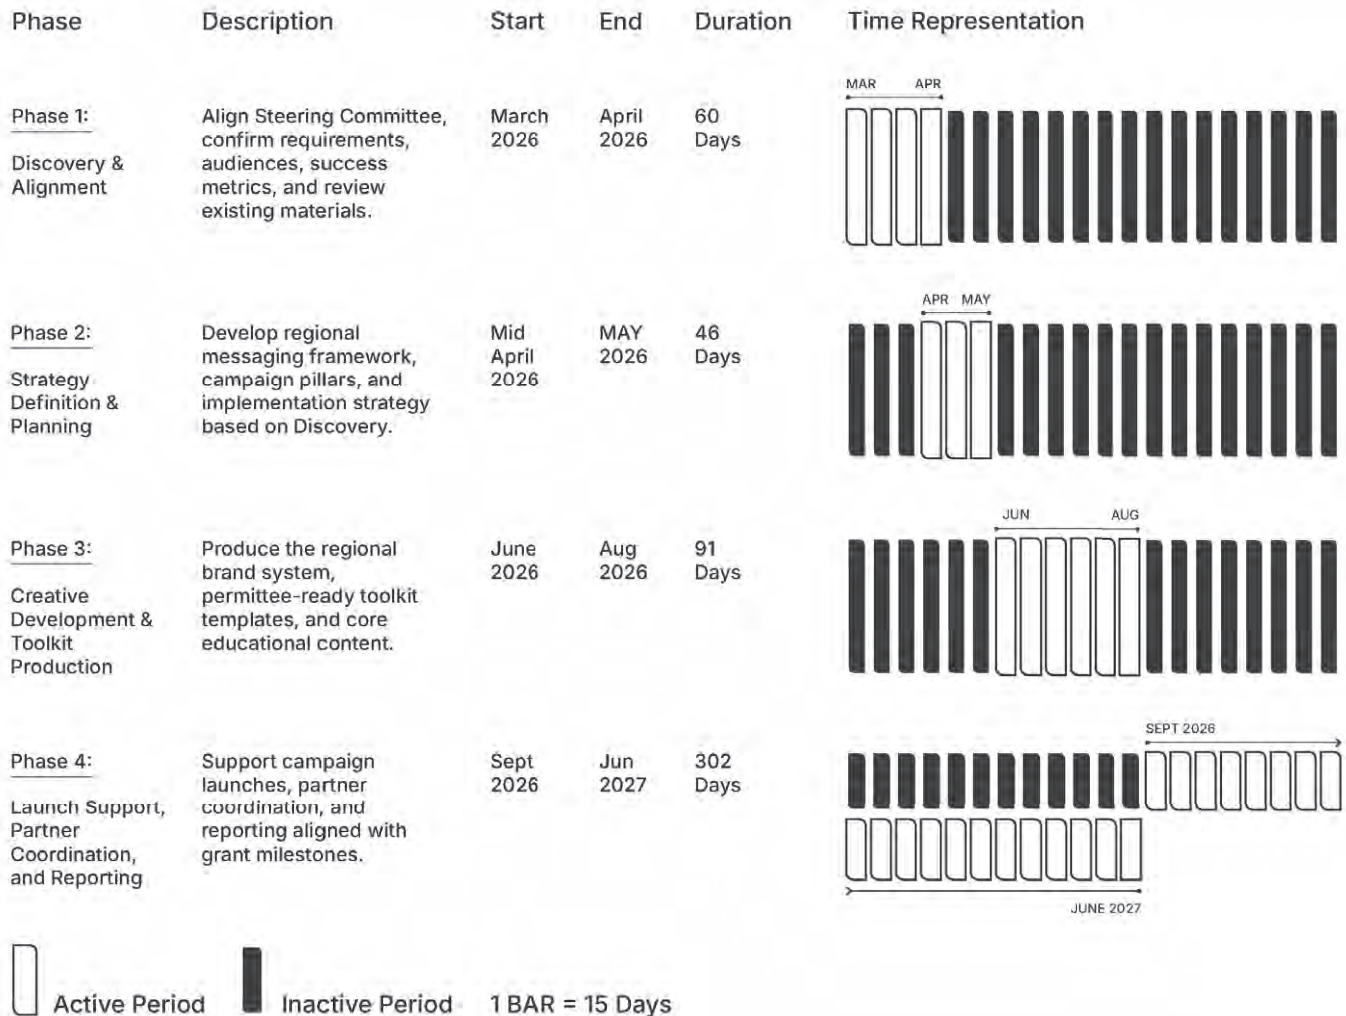 Phase Description Start End Duration Time Representation
MAR APR
Phase 1: Align Steering Committee, March April 60
confirm requirements, 2026 2026 Days
Discovery & audiences, success
Alignment metrics, and review
existing materials.
APR MAY
Phase 2: Develop regional Mid MAY 46
messaging framework, April 2026 Days
Strategy campaign pillars, and 2026
Definition & implementation strategy
Planning based on Discovery.
JUN AUG
Phase 3: Produce the regional June Aug 91
brand system, 2026 2026 Days
Creative permittee-ready toolkit
Development & templates, and core
Toolkit educational content.
Production
SEPT 2026
Phase 4: Support campaign Sept Jun 302
launches, partner 2026 2027 Days
Launch Support, coordination, and
Partner reporting aligned with
Coordination, grant milestones.
and Reporting
JUNE 2027
Active Period Inactive Period 1 BAR = 15 Days